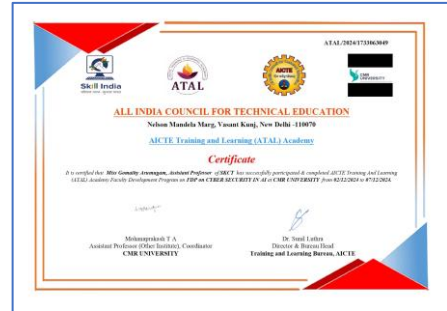 ATAL/2024/1733063049
Skill India
ATAL
AICTE
CMR
UNIVERSITY
ALL INDIA COUNCIL FOR TECHNICAL EDUCATION
Nelson Mandela Marg, Vasant Kunj, New Delhi -110070
AICTE Training and Learning (ATAL) Academy
Certificate
It is certified that Miss Gomathy Arumugam, Assistant Professor of SKCT has successfully participated & completed AICTE Training And Learning
(ATAL) Academy Faculty Development Program on FDP on CYBER SECURITY IN AI at CMR UNIVERSITY from 02/12/2024 to 07/12/2024.
Mohanaprakash T A
Assistant Professor (Other Institute), Coordinator
CMR UNIVERSITY
Dr. Sunil Luthra
Director & Bureau Head
Training and Learning Bureau, AICTE